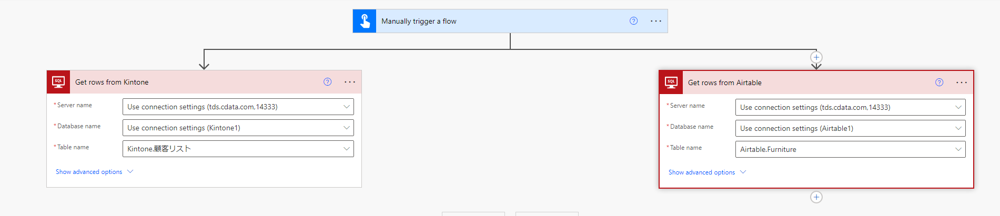 Manually trigger a flow
SQL
Get rows from Kintone
* Server name
Use connection settings (tds.cdata.com,14333)
* Database name
Use connection settings (Kintone1)
* Table name
Kintone.顧客リスト
Show advanced options
SQL
Get rows from Airtable
* Server name
Use connection settings (tds.cdata.com,14333)
* Database name
Use connection settings (Airtable1)
* Table name
Airtable.Furniture
Show advanced options